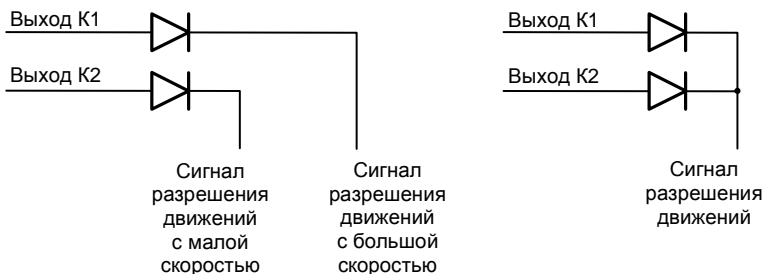 Выход К1
Выход К2
Сигнал
разрешения
движений
с малой
скоростью
Сигнал
разрешения
движений
с большой
скоростью
Выход К1
Выход К2
Сигнал
разрешения
движений